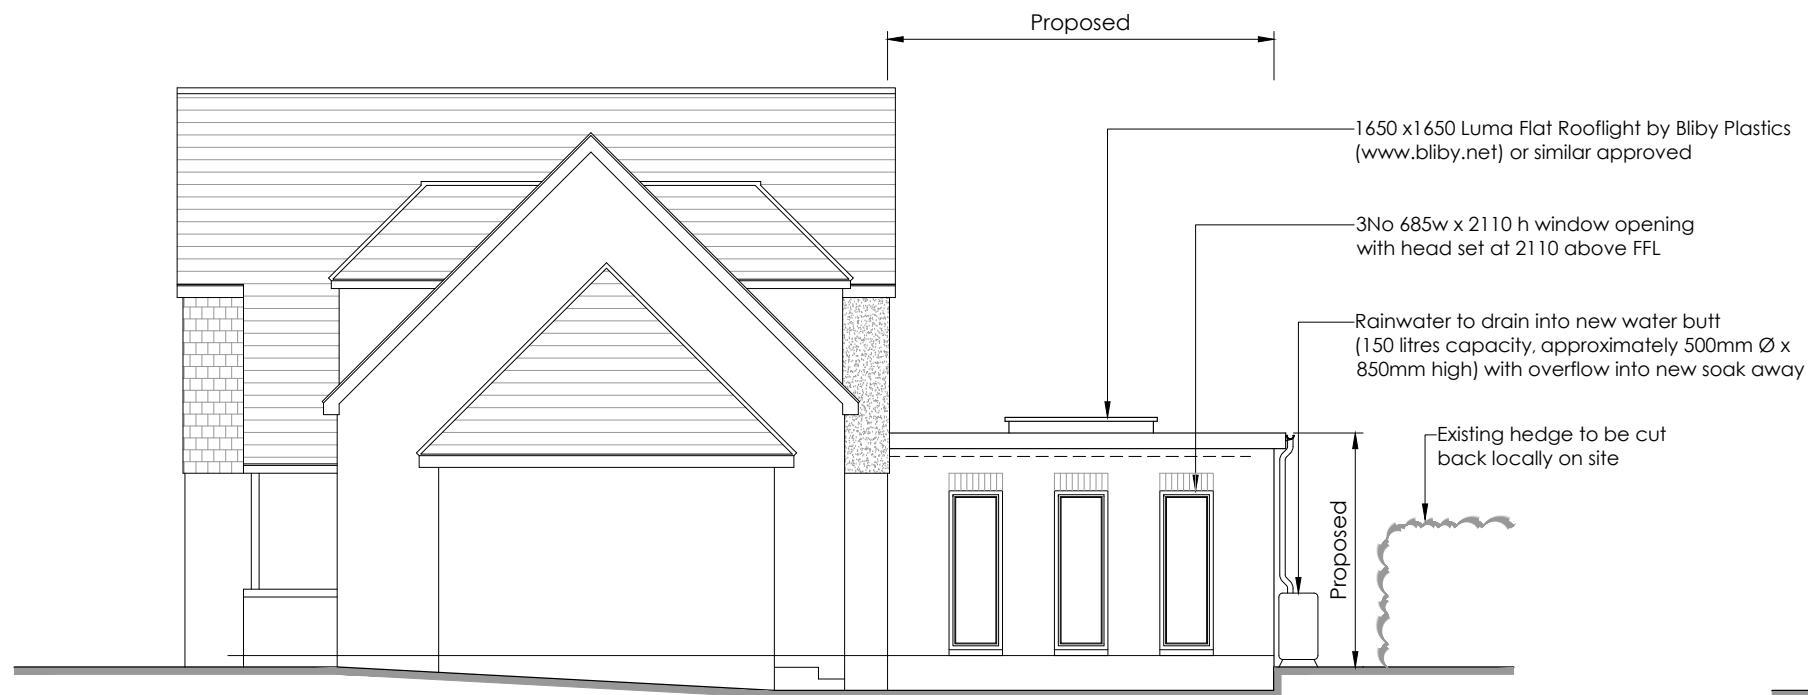 Proposed
1650 x1650 Luma Flat Rooflight by Bliby Plastics
(www.bliby.net) or similar approved
3No 685w x 2110 h window opening
with head set at 2110 above FFL
Rainwater to drain into new water butt
(150 litres capacity, approximately 500mm Ø x
850mm high) with overflow into new soak away
Existing hedge to be cut
back locally on site
Proposed